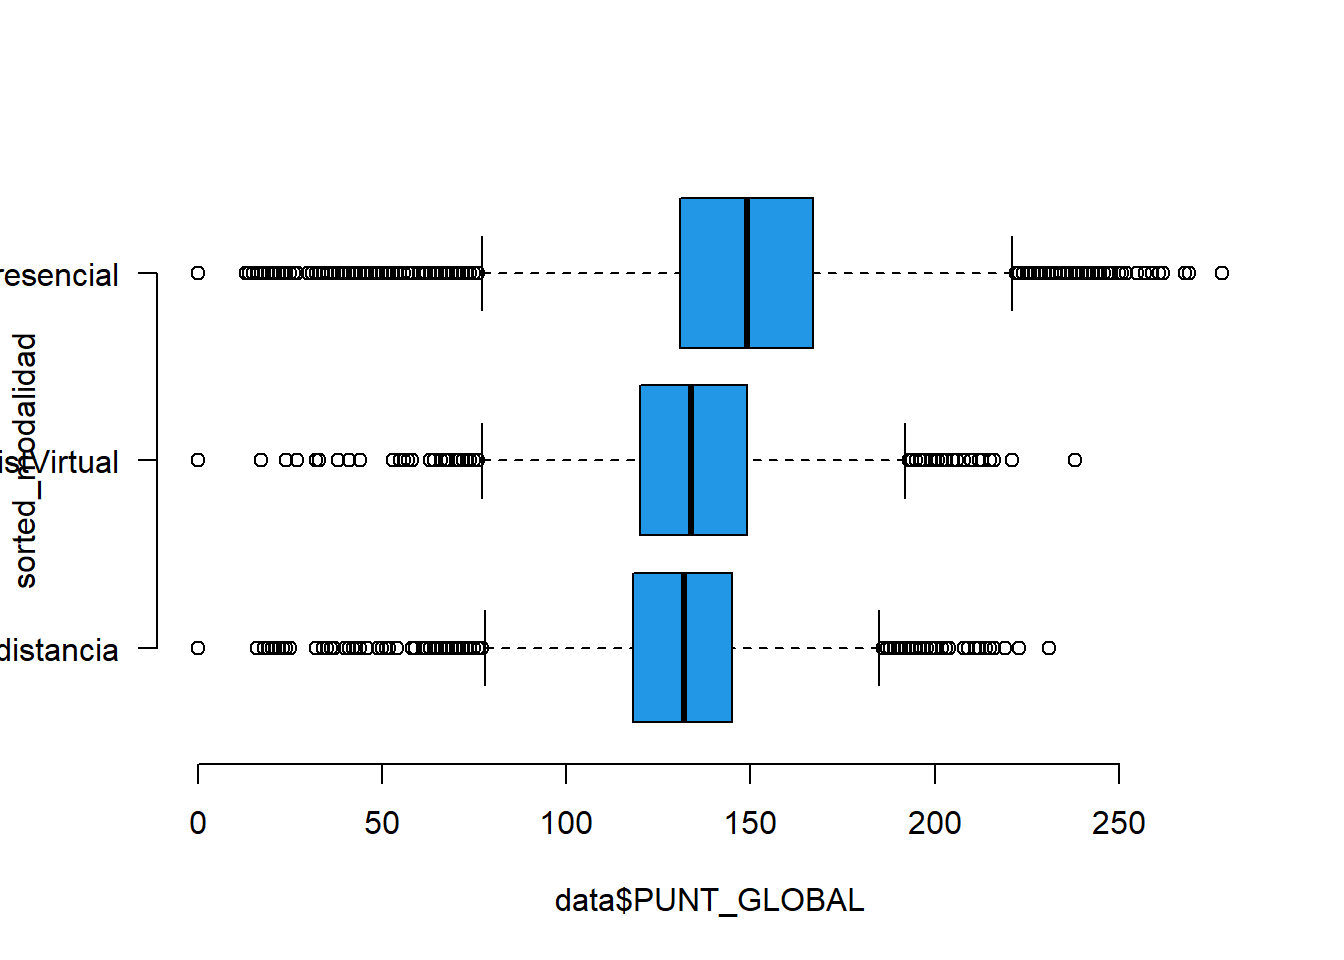 resencial
sorted_modalidad
is Virtual
distancia
0 50 100 150 200 250
data$PUNT_GLOBAL